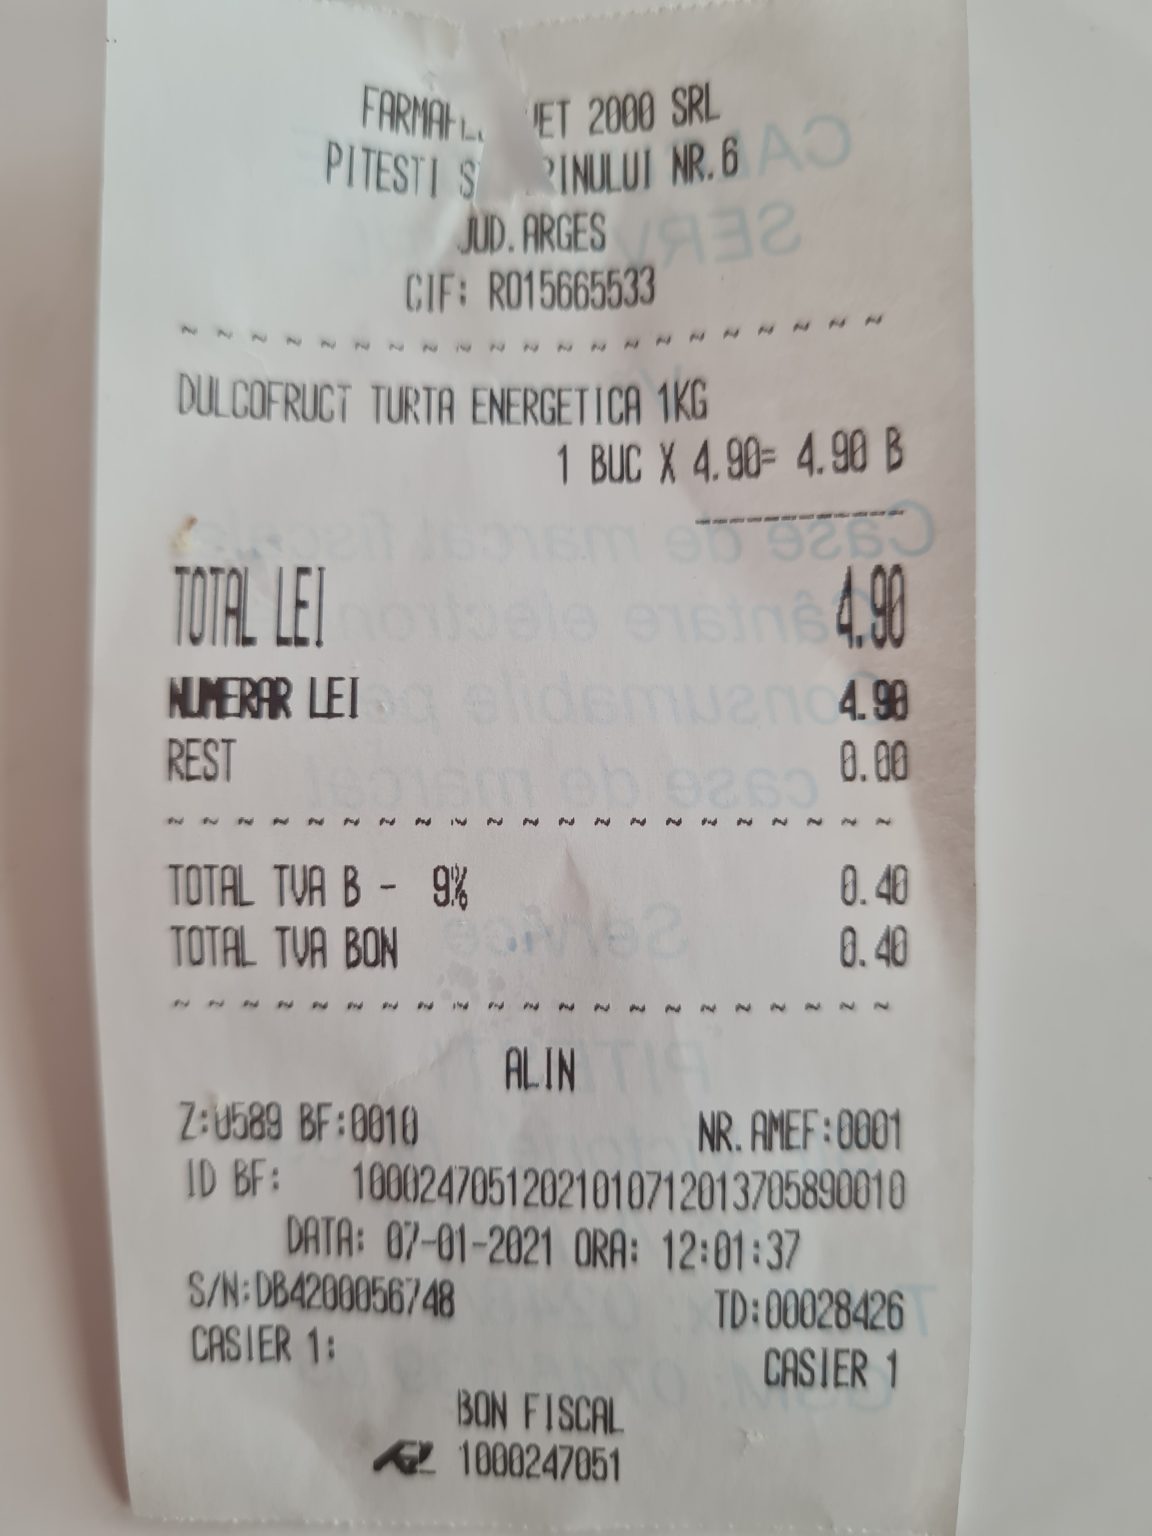 2000 SRL
PITESTI NR.6
JUD.ARGES
CIF: RO15665533
~ ~ ~ ~ ~ ~ ~ ~ ~ ~ ~ ~ ~ ~ ~ ~ ~ ~ ~ ~ ~
DULCOFRUCT TURTA ENERGETICA 1KG
1 BUC X 4.90= 4.90 B
------------
TOTAL LEI 4.90
NUMERAR LEI 4.90
REST 0.00
~ ~ ~ ~ ~ ~ ~ ~ ~ ~ ~ ~ ~ ~ ~ ~ ~ ~ ~ ~ ~
TOTAL TVA B - 9% 0.40
TOTAL TVA BON 0.40
~ ~ ~ ~ ~ ~ ~ ~ ~ ~ ~ ~ ~ ~ ~ ~ ~ ~ ~ ~ ~
ALIN
Z:0589 BF:0010 NR.AMEF:0001
ID BF: 10002470512021010712013705890010
DATA: 07-01-2021 ORA: 12:01:37
S/N:DB4200056748 TD:00028426
CASIER 1: CASIER 1
BON FISCAL
1000247051